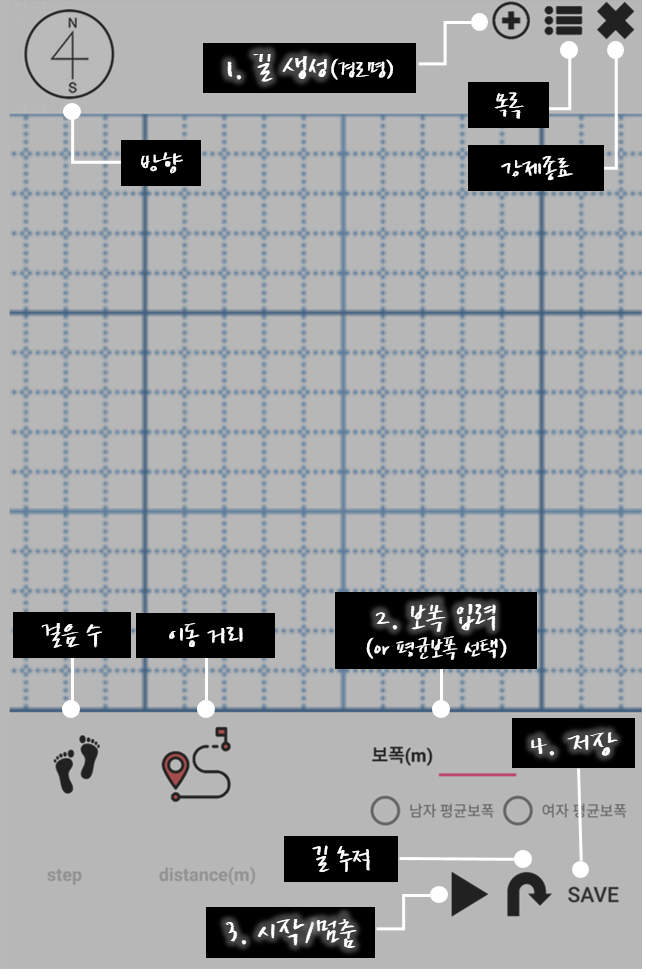 N
S
1. 길 생성(경로명)
목록
방향
강제종료
걸음 수
이동 거리
2. 보폭 입력
(or 평균보폭 선택)
보폭(m)
4. 저장
남자 평균보폭
여자 평균보폭
길 추적
step
distance(m)
SAVE
3. 시작/멈춤